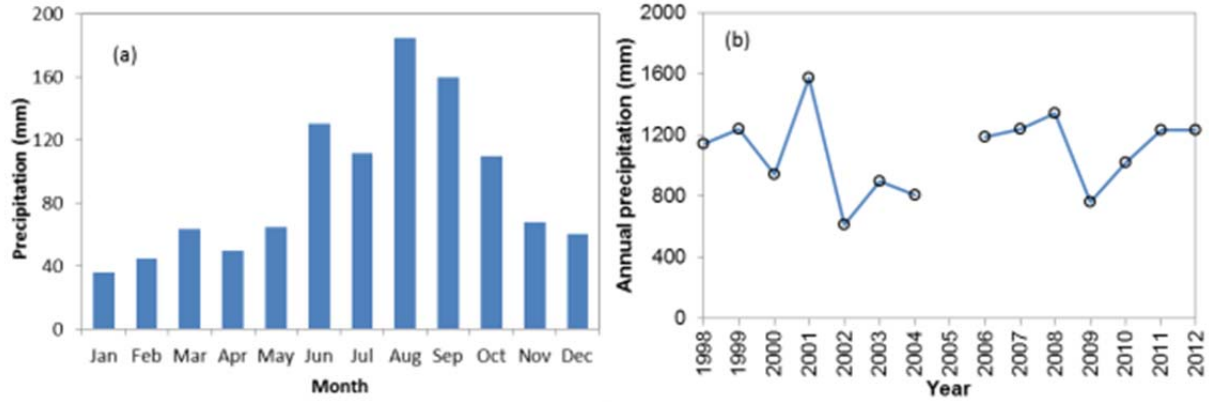 (a)
Precipitation (mm)
200
160
120
80
40
0
Jan Feb Mar Apr May Jun Jul Aug Sep Oct Nov Dec
Month
(b)
Annual precipitation (mm)
2000
1600
1200
800
400
0
1998 1999 2000 2001 2002 2003 2004 2005 2006 2007 2008 2009 2010 2011 2012
Year